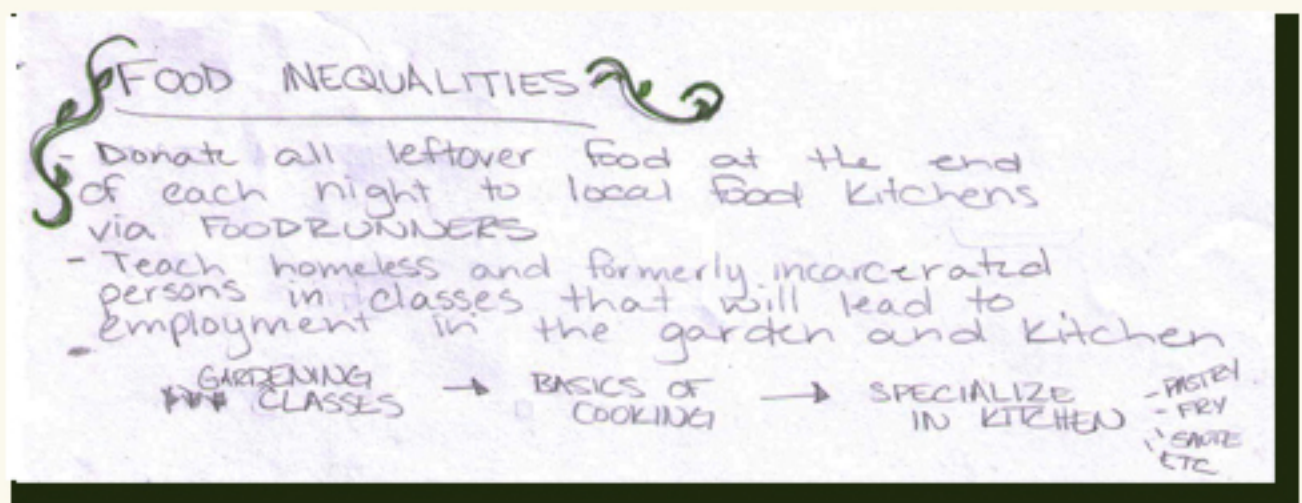 FOOD INEQUALITIES
- Donate all leftover food at the end
of each night to local food kitchens
via FOODRUNNERS
- Teach homeless and formerly incarcerated
persons in classes that will lead to
employment in the garden and kitchen
-
GARDENING → BASICS OF → SPECIALIZE - PASTRY
CLASSES COOKING IN KITCHEN - FRY
- SAUTE
ETC